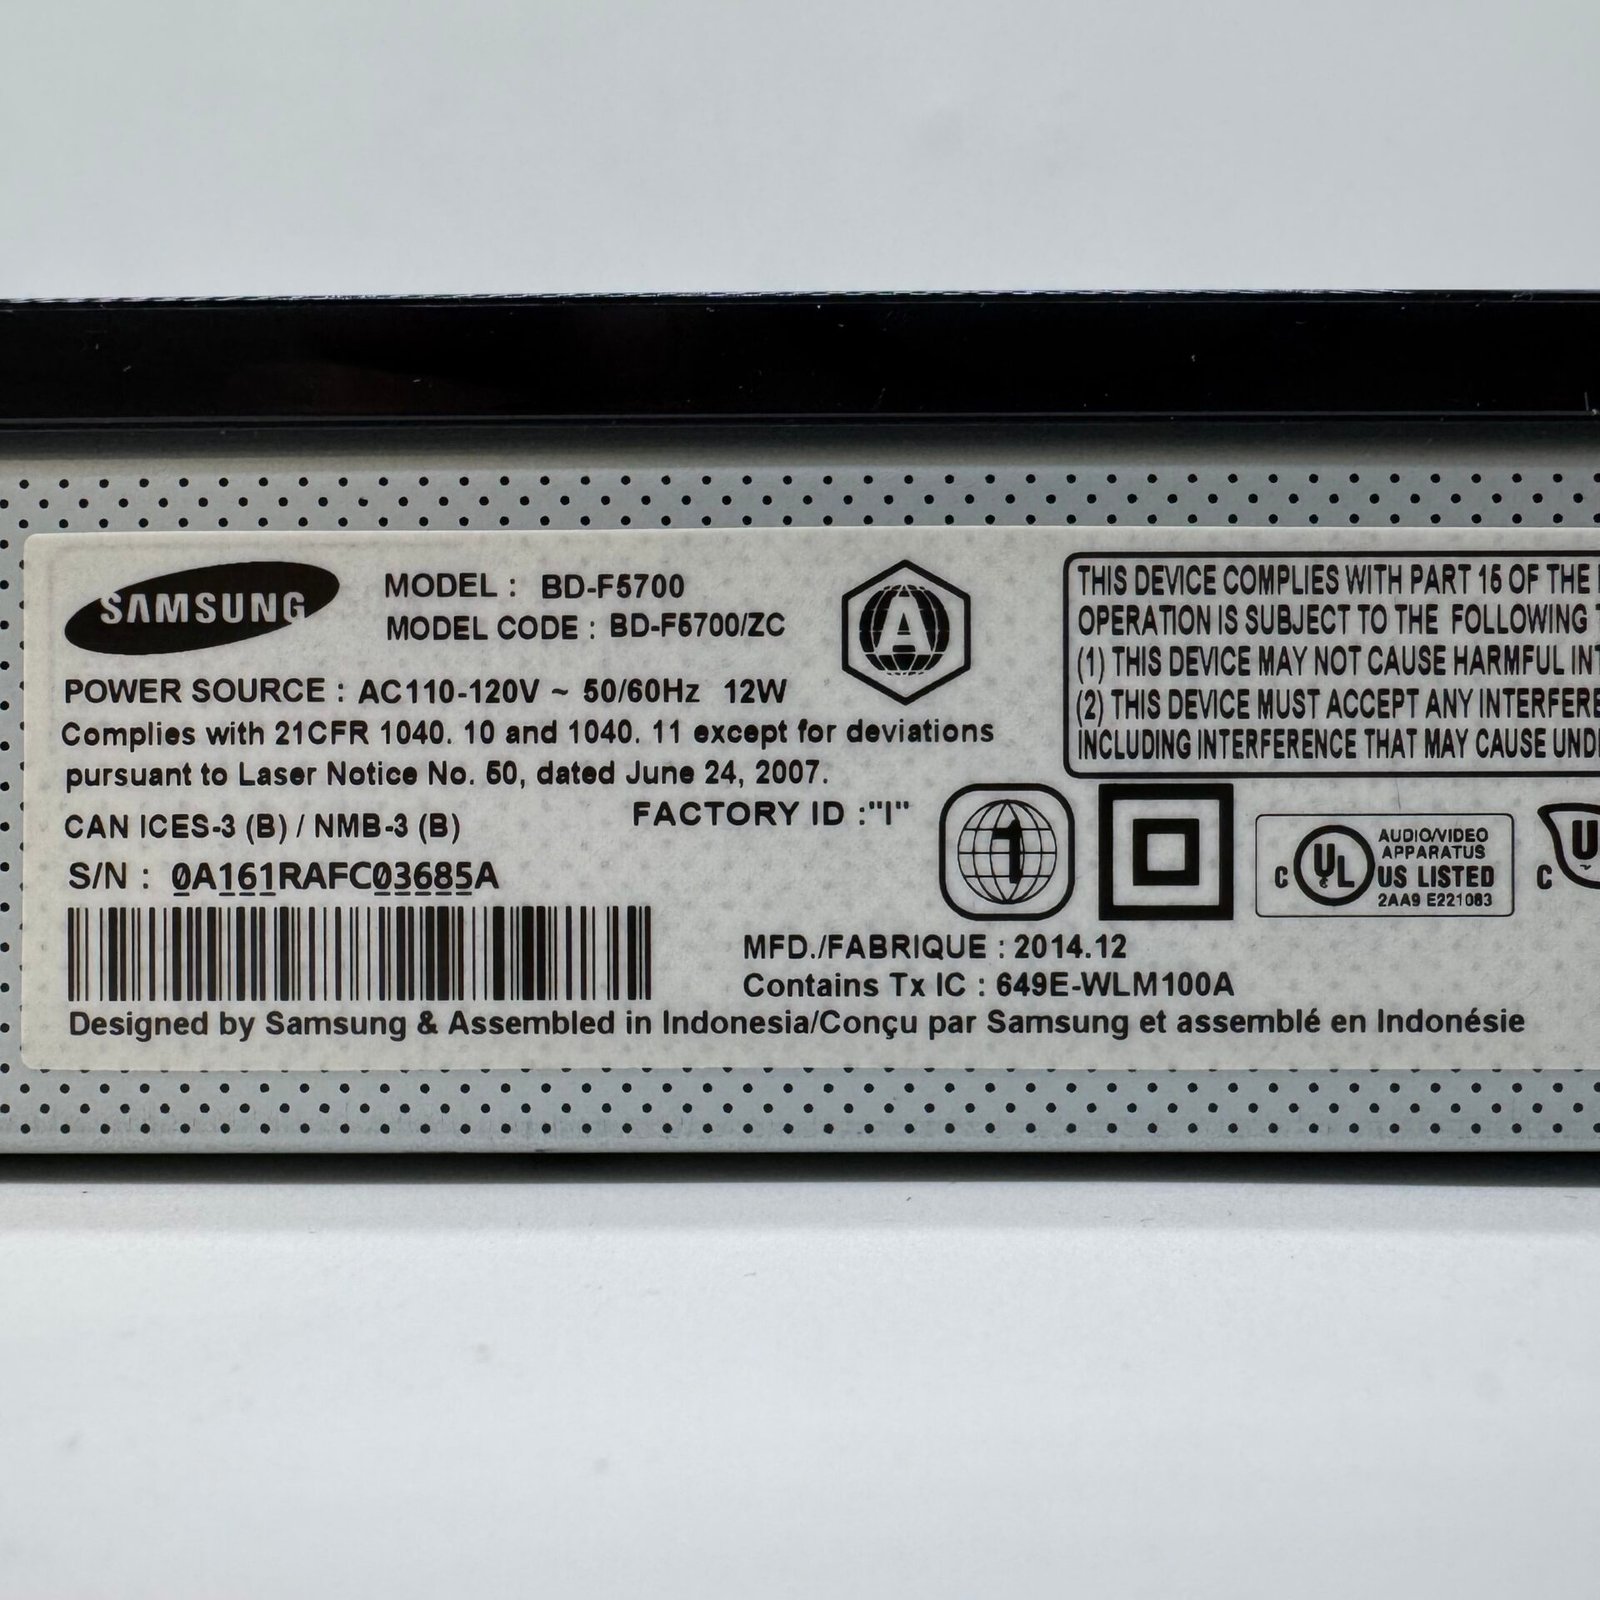 SAMSUNG
MODEL : BD-F5700
MODEL CODE : BD-F5700/ZC
POWER SOURCE : AC110-120V ~ 50/60Hz 12W
Complies with 21CFR 1040. 10 and 1040. 11 except for deviations
pursuant to Laser Notice No. 50, dated June 24, 2007.
CAN ICES-3 (B) / NMB-3 (B)
FACTORY ID :"I"
S/N : 0A161RAFC03685A
A
THIS DEVICE COMPLIES WITH PART 15 OF THE
OPERATION IS SUBJECT TO THE FOLLOWING
(1) THIS DEVICE MAY NOT CAUSE HARMFUL
(2) THIS DEVICE MUST ACCEPT ANY
INCLUDING INTERFERENCE THAT MAY CAUSE
1
C UL
AUDIO/VIDEO
APPARATUS
US LISTED
2AA9 E221083
C
MFD./FABRIQUE : 2014.12
Contains Tx IC : 649E-WLM100A
Designed by Samsung & Assembled in Indonesia/Conçu par Samsung et assemblé en Indonésie